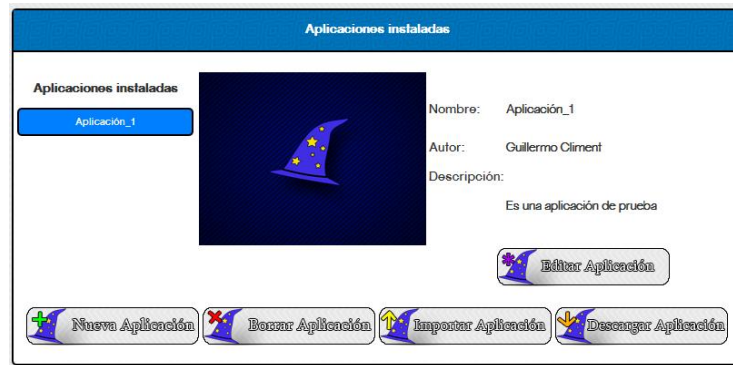 Aplicaciones instaladas
Aplicaciones instaladas
Aplicación_1
Nombre: Aplicación_1
Autor: Guillermo Climent
Descripción:
Es una aplicación de prueba
Editar Aplicación
Nueva Aplicación Borrar Aplicación Importar Aplicación Descargar Aplicación